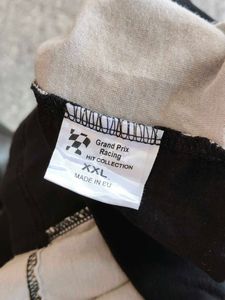 Grand Prix
Racing
HIT COLLECTION
XXL
MADE IN EU